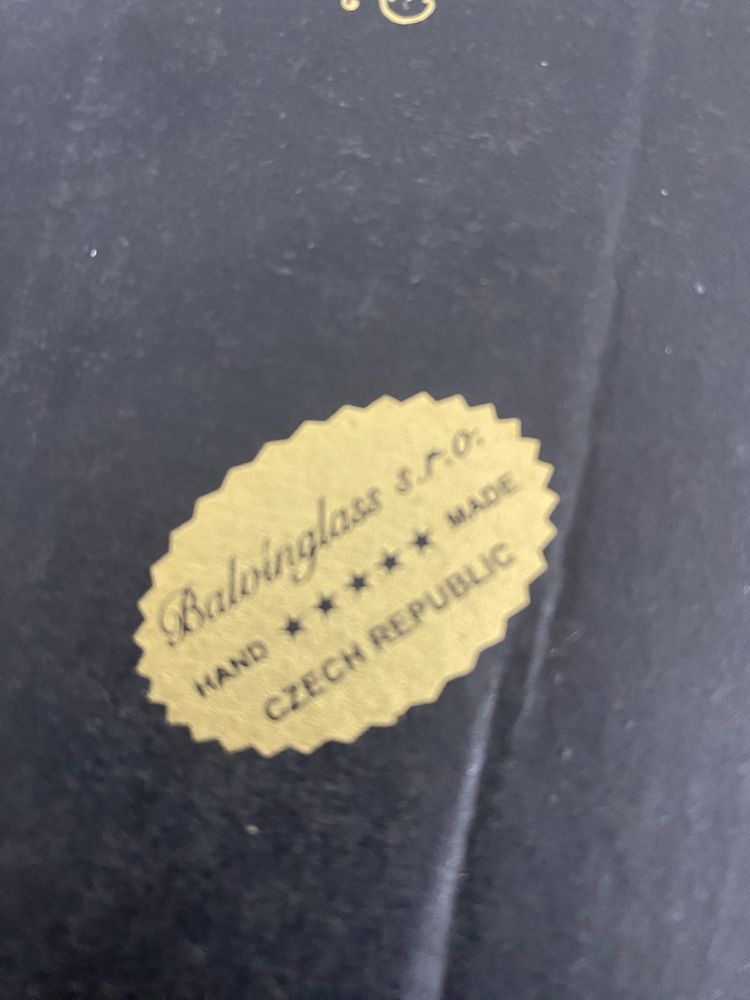 Balvinglass s.r.o.
HAND ★★★★★ MADE
CZECH REPUBLIC